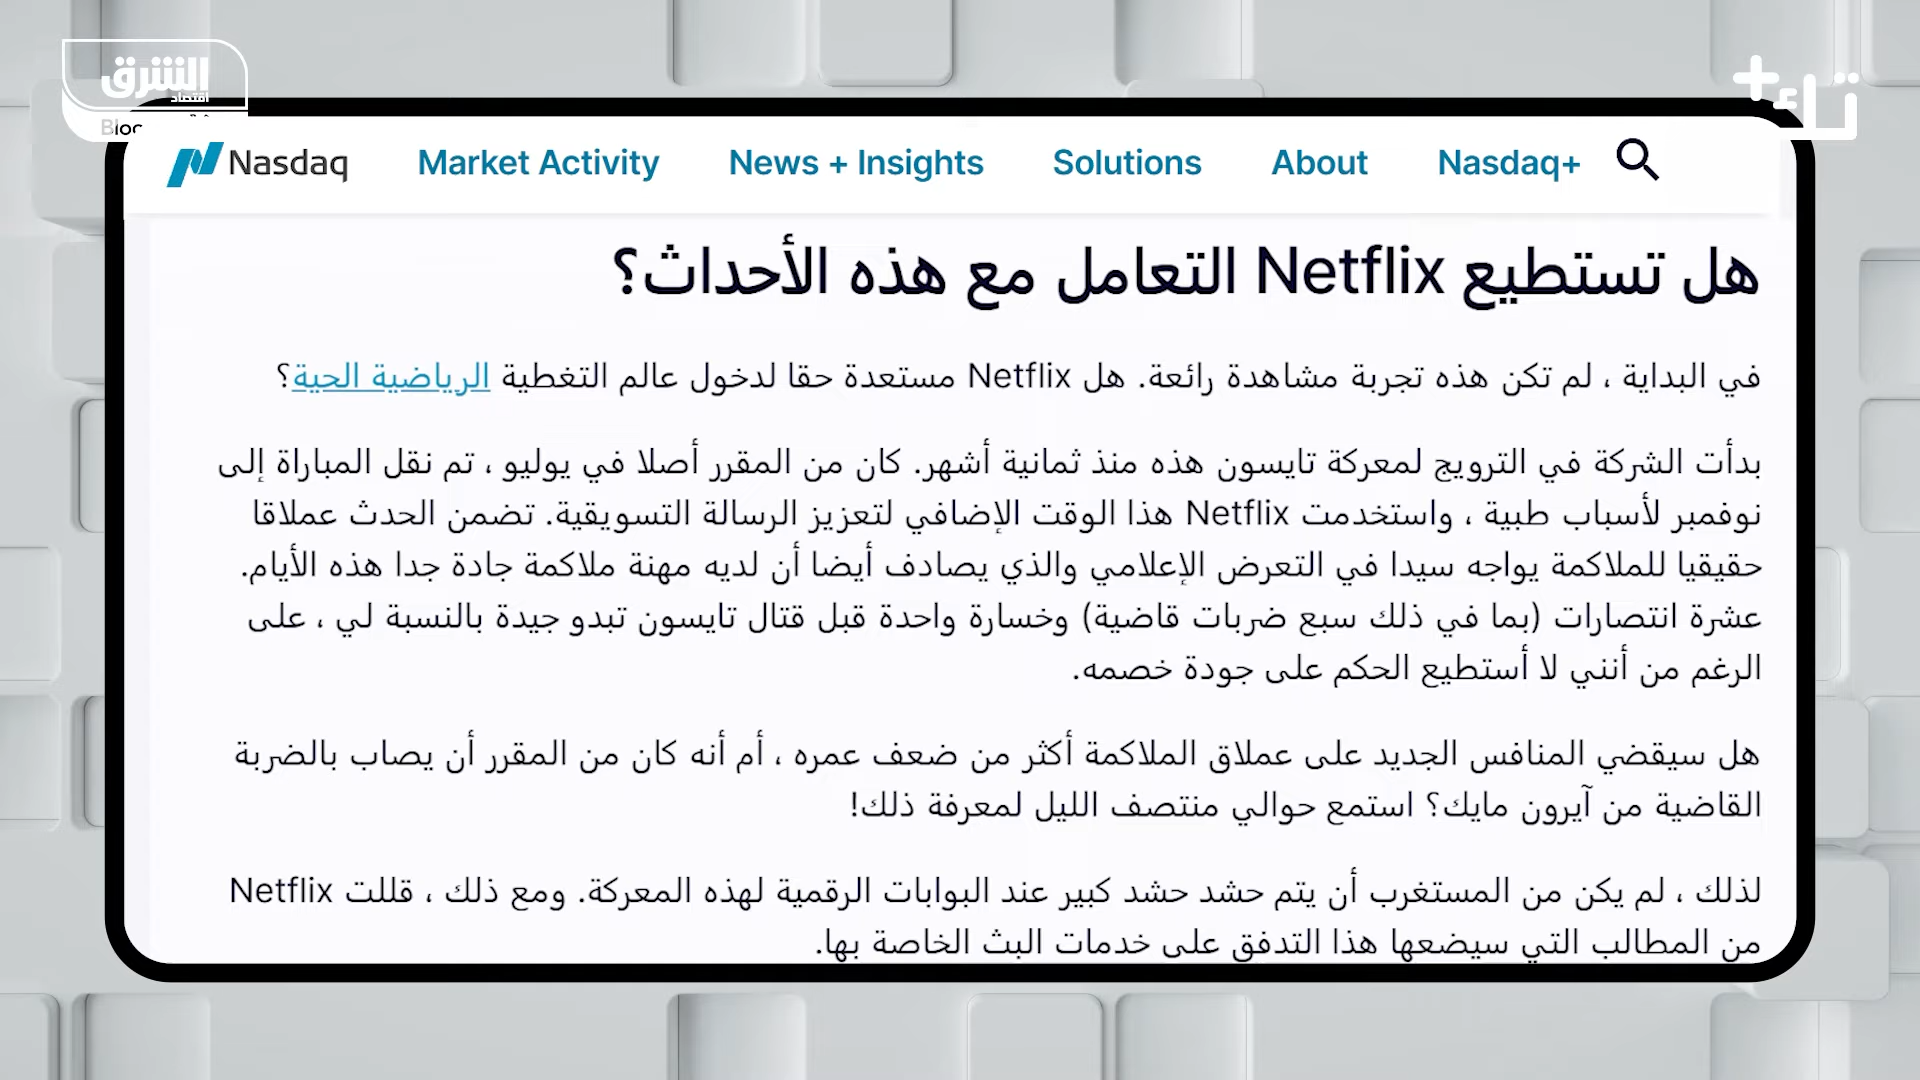 الشرق
اقتصاد
تك+
Nasdaq Market Activity News + Insights Solutions About Nasdaq+
هل تستطيع Netflix التعامل مع هذه الأحداث؟
في البداية ، لم تكن هذه تجربة مشاهدة رائعة. هل Netflix مستعدة حقا لدخول عالم التغطية الرياضية الحية؟
بدأت الشركة في الترويج لمعركة تايسون هذه منذ ثمانية أشهر. كان من المقرر أصلا في يوليو ، تم نقل المباراة إلى
نوفمبر لأسباب طبية ، واستخدمت Netflix هذا الوقت الإضافي لتعزيز الرسالة التسويقية. تضمن الحدث عملاقا
حقيقيا للملاكمة يواجه سيدا في التعرض الإعلامي والذي يصادف أيضا أن لديه مهنة ملاكمة جادة جدا هذه الأيام.
عشرة انتصارات (بما في ذلك سبع ضربات قاضية) وخسارة واحدة قبل قتال تايسون تبدو جيدة بالنسبة لي ، على
الرغم من أنني لا أستطيع الحكم على جودة خصمه.
هل سيقضي المنافس الجديد على عملاق الملاكمة أكثر من ضعف عمره ، أم أنه كان من المقرر أن يصاب بالضربة
القاضية من آيرون مايك؟ استمع حوالي منتصف الليل لمعرفة ذلك!
لذلك ، لم يكن من المستغرب أن يتم حشد حشد كبير عند البوابات الرقمية لهذه المعركة. ومع ذلك ، قللت Netflix
من المطالب التي سيضعها هذا التدفق على خدمات البث الخاصة بها.